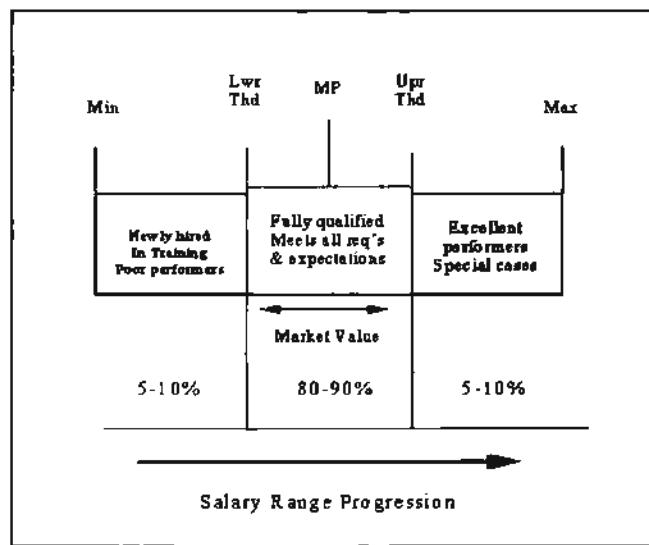 Min
Lwr
Thd
MP
Upr
Thd
Max
Newly hired
In Training
Poor performers
Fully qualified
Meets all req's
& expectations
Excellent
performers
Special cases
Market Value
5-10%
80-90%
5-10%
Salary Range Progression